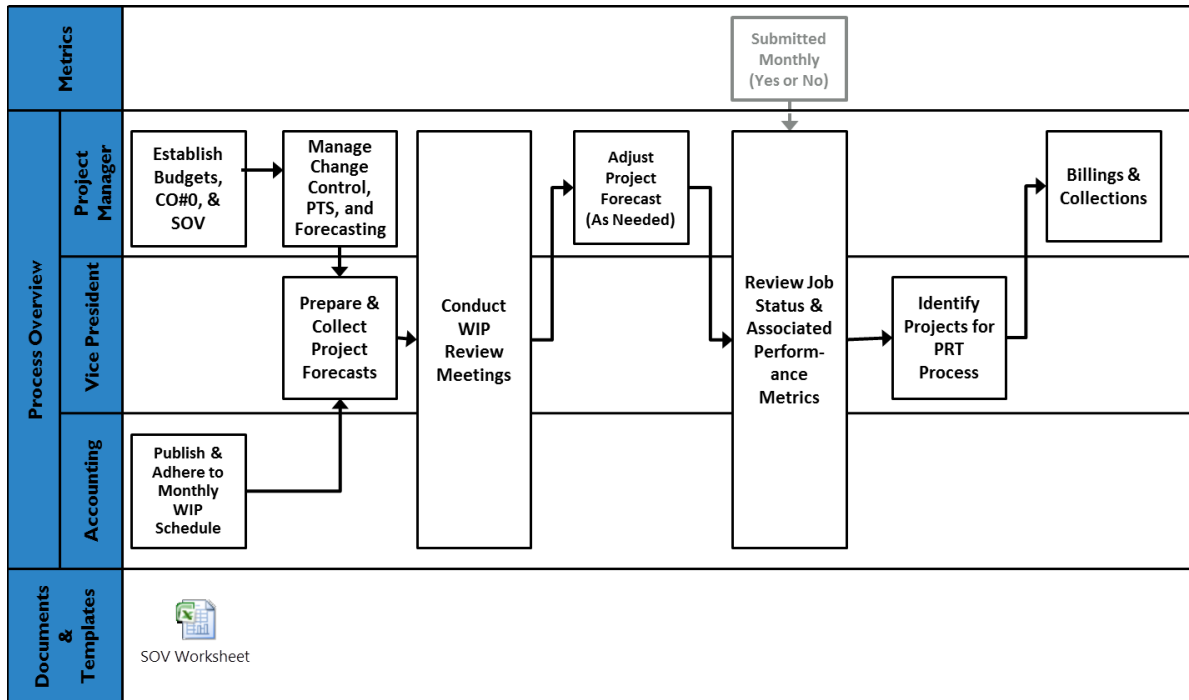 Metrics
Submitted
Monthly
(Yes or No)
Process Overview
Project
Manager
Establish
Budgets,
CO#0, &
SOV
Manage
Change
Control,
PTS, and
Forecasting
Adjust
Project
Forecast
(As Needed)
Billings &
Collections
Vice President
Prepare &
Collect
Project
Forecasts
Conduct
WIP
Review
Meetings
Review Job
Status &
Associated
Perform-
ance
Metrics
Identify
Projects for
PRT
Process
Accounting
Publish &
Adhere to
Monthly
WIP
Schedule
Documents
&
Templates
SOV Worksheet